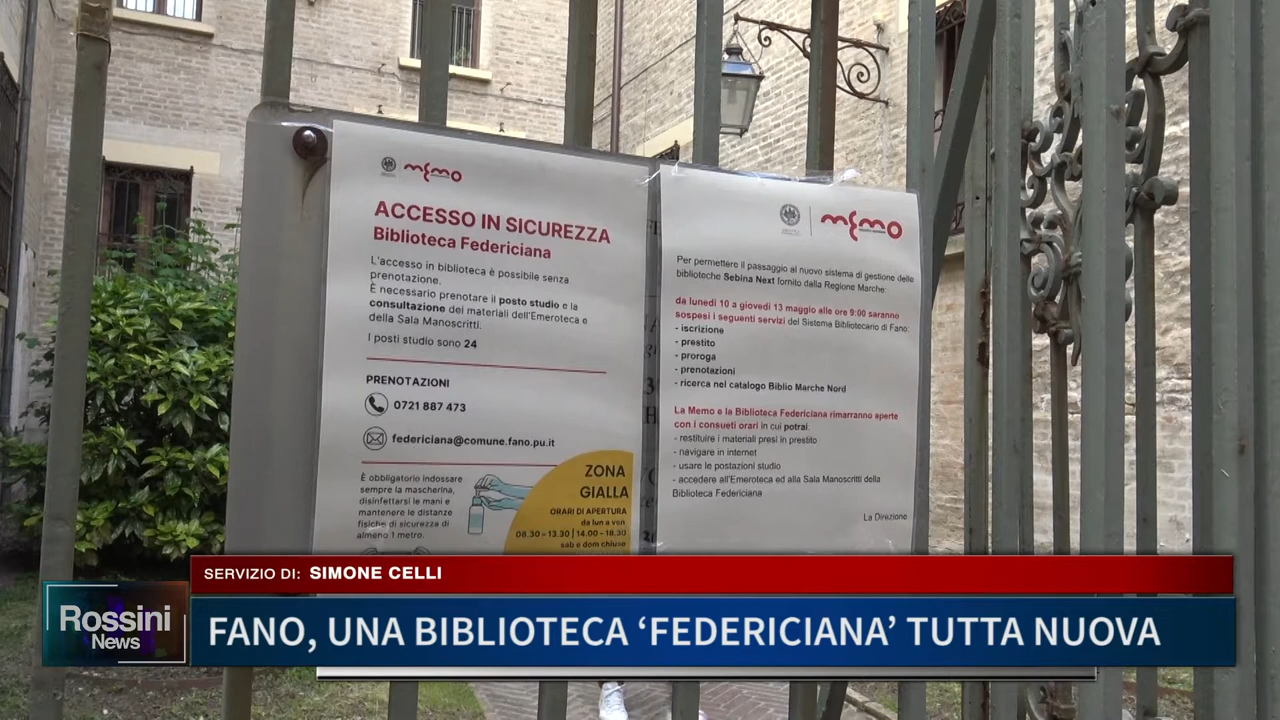 memo
ACCESSO IN SICUREZZA
Biblioteca Federiciana
L'accesso in biblioteca è possibile senza
prenotazione.
È necessario prenotare il posto studio e la
consultazione dei materiali dell'Emeroteca e
della Sala Manoscritti.
I posti studio sono 24
PRENOTAZIONI
0721 887 473
federiciana@comune.fano.pu.it
È obbligatorio indossare
sempre la mascherina,
disinfettarsi le mani e
mantenere le distanze
fisiche di sicurezza di
almeno 1 metro.
ZONA
GIALLA
ORARI DI APERTURA
da lun a ven
08.30 – 13.30 | 14.00 – 18.30
sab e dom chiuso
memo
Per permettere il passaggio al nuovo sistema di gestione delle
biblioteche Sebina Next fornito dalla Regione Marche:
da lunedì 10 a giovedì 13 maggio alle ore 9:00 saranno
sospesi i seguenti servizi del Sistema Bibliotecario di Fano:
- iscrizione
- prestito
- proroga
- prenotazioni
- ricerca nel catalogo Biblio Marche Nord
La Memo e la Biblioteca Federiciana rimarranno aperte
con i consueti orari in cui potrai:
- restituire i materiali presi in prestito
- navigare in internet
- usare le postazioni studio
- accedere all'Emeroteca ed alla Sala Manoscritti della
Biblioteca Federiciana
La Direzione
SERVIZIO DI: SIMONE CELLI
Rossini
News
FANO, UNA BIBLIOTECA ‘FEDERICIANA’ TUTTA NUOVA